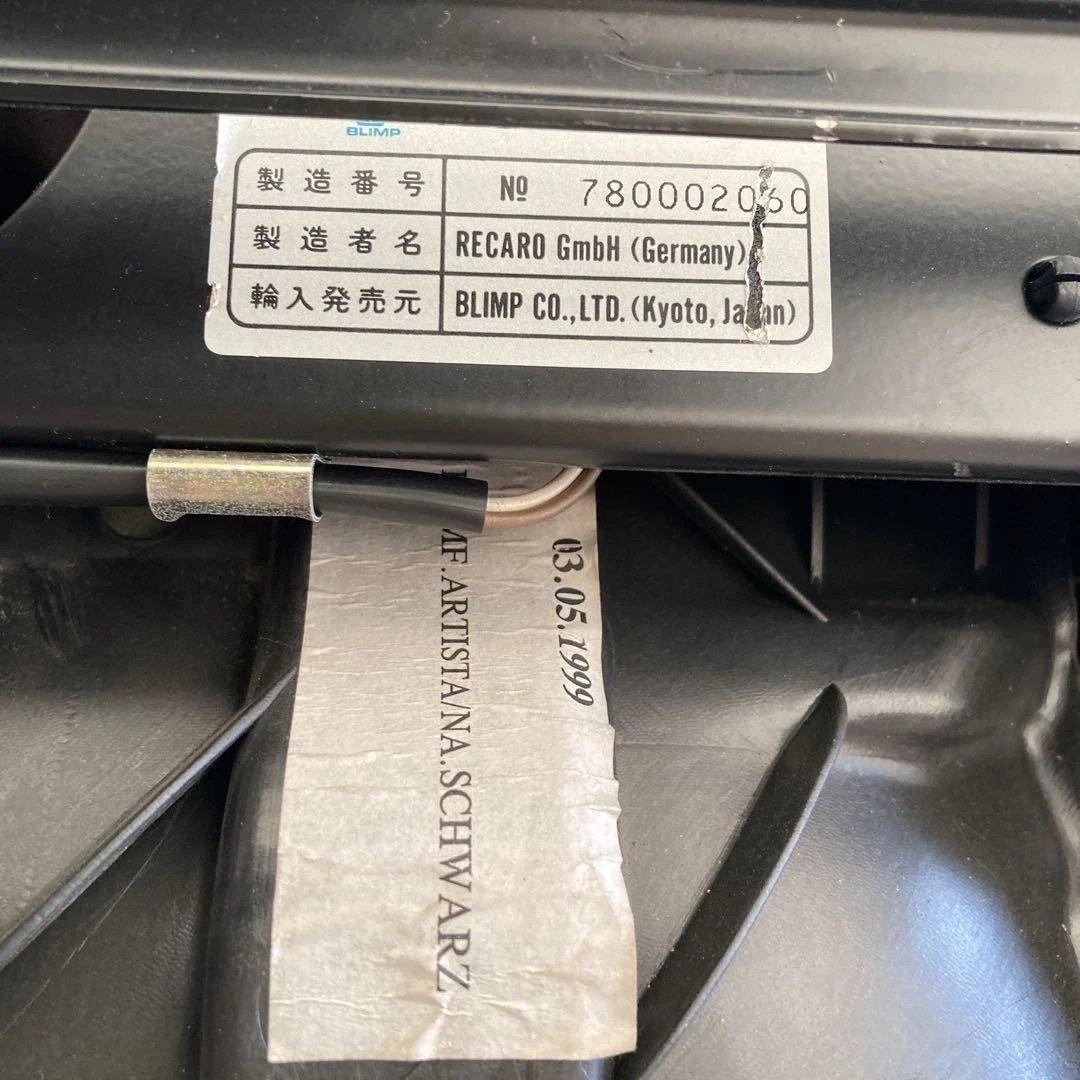 BLIMP
製造番号 Nº 780002060
製造者名 RECARO GmbH (Germany)
輸入発売元 BLIMP CO.,LTD. (Kyoto, Japan)
03.05.1999
MF.ARTISTA/NA.SCHWARZ